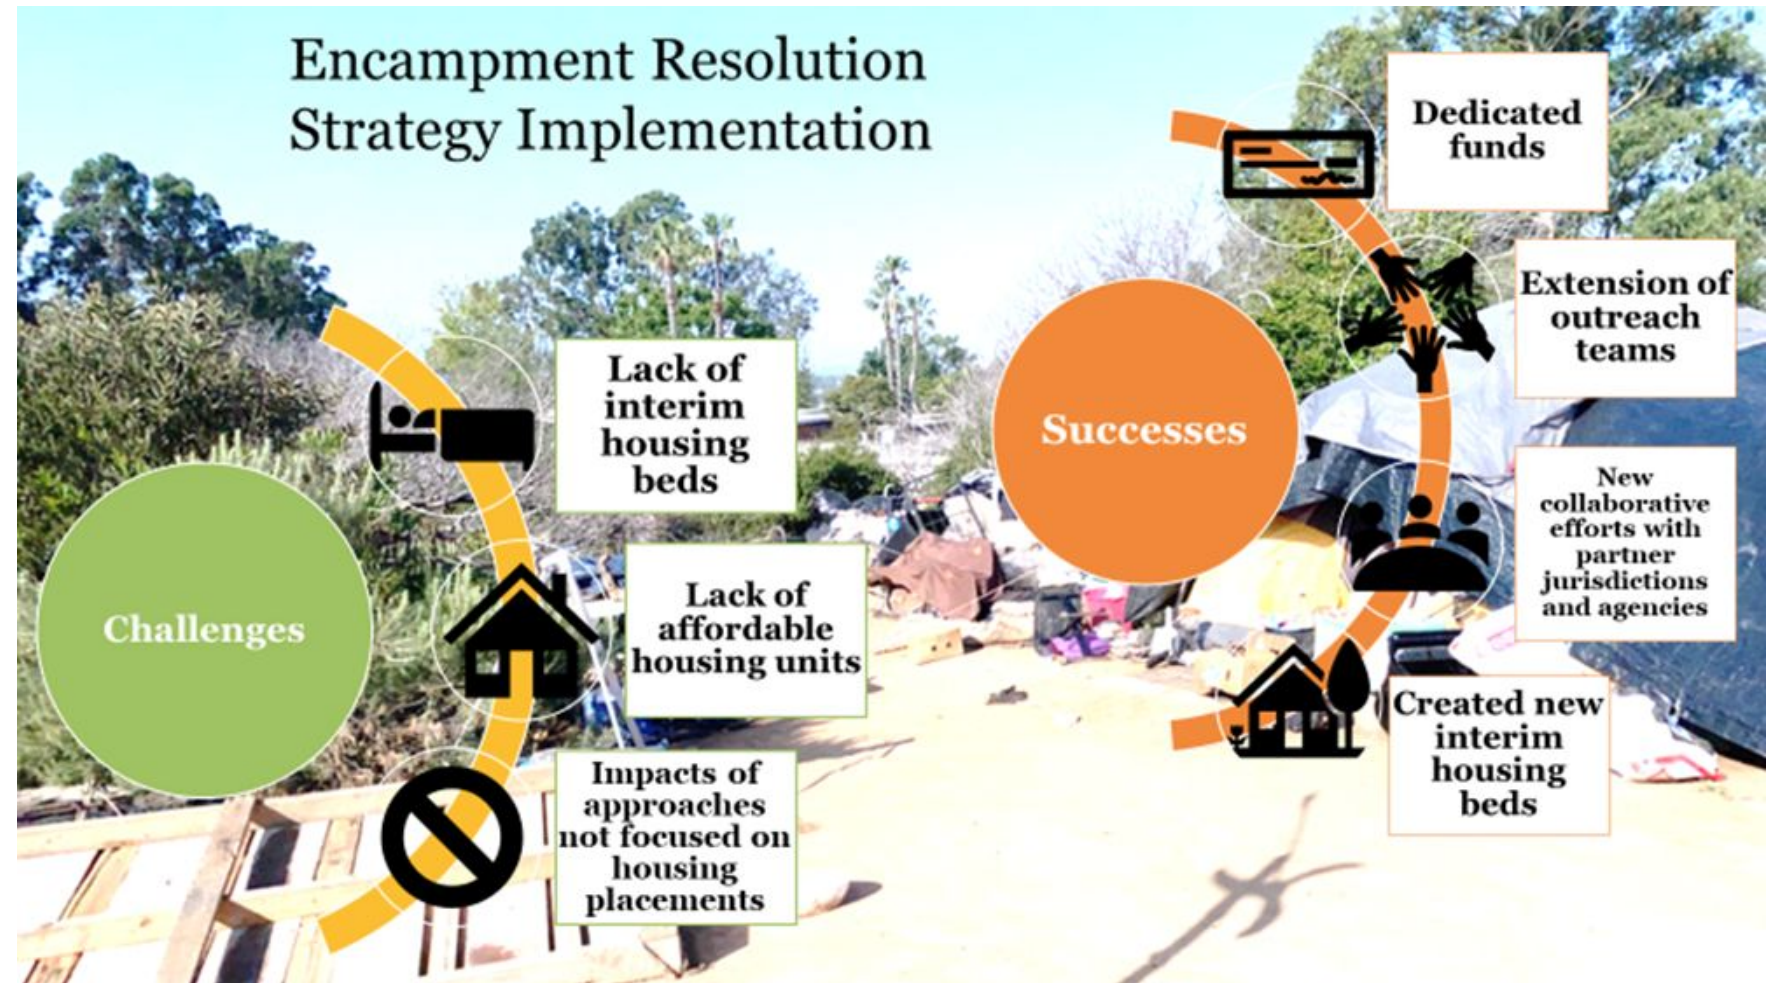 Encampment Resolution
Strategy Implementation
Challenges
Lack of
interim
housing
beds
Lack of
affordable
housing units
Impacts of
approaches
not focused on
housing
placements
Successes
Dedicated
funds
Extension of
outreach
teams
New
collaborative
efforts with
partner
jurisdictions
and agencies
Created new
interim
housing
beds